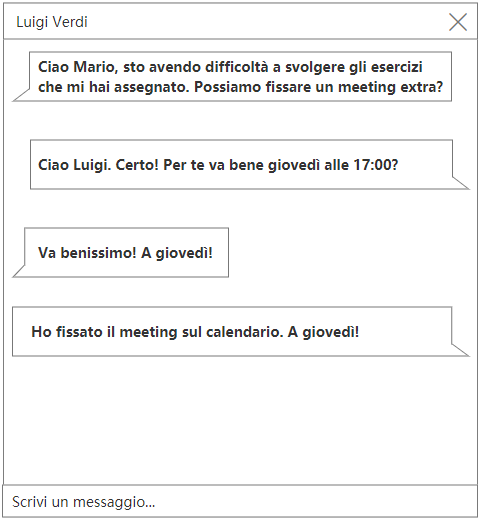 Luigi Verdi
Ciao Mario, sto avendo difficoltà a svolgere gli esercizi
che mi hai assegnato. Possiamo fissare un meeting extra?
Ciao Luigi. Certo! Per te va bene giovedì alle 17:00?
Va benissimo! A giovedì!
Ho fissato il meeting sul calendario. A giovedì!
Scrivi un messaggio...